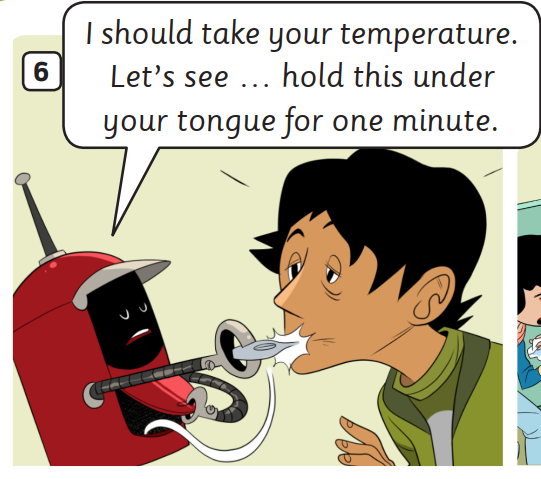 I should take your temperature.
Let's see ... hold this under
your tongue for one minute.
6